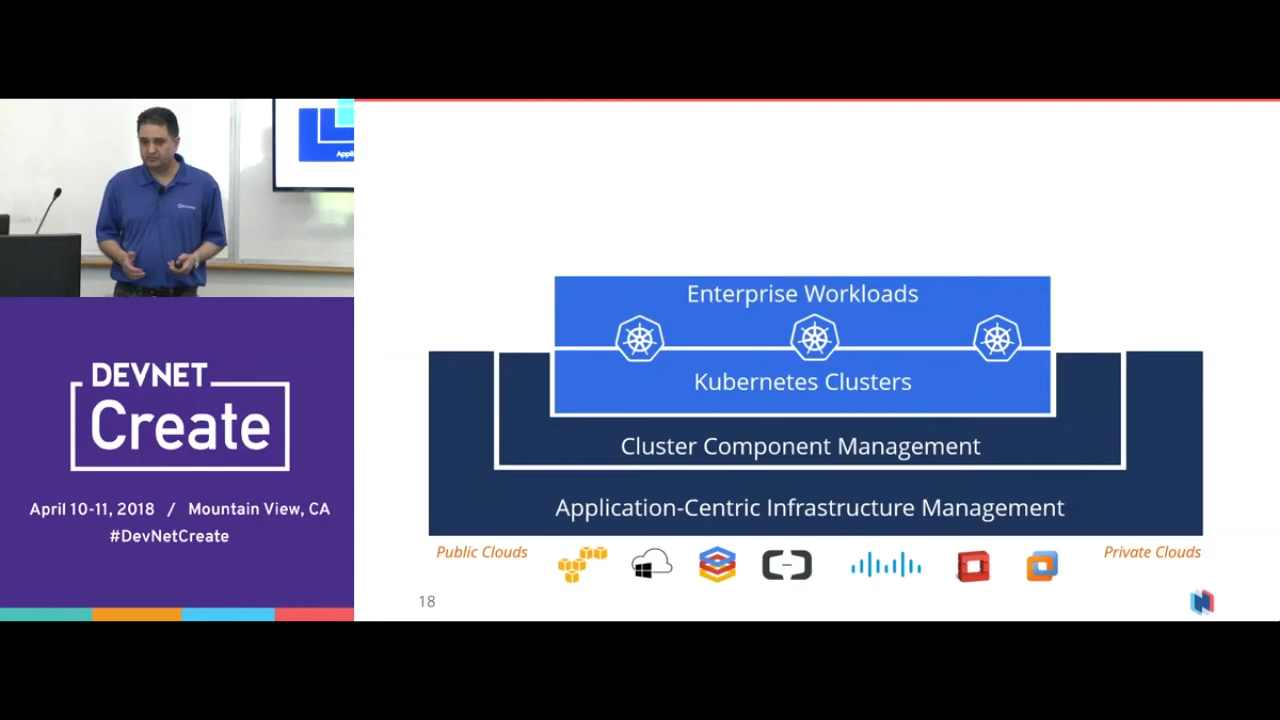 DEVNET
Create
April 10-11, 2018 / Mountain View, CA
#DevNetCreate
Enterprise Workloads
Kubernetes Clusters
Cluster Component Management
Application-Centric Infrastructure Management
Public Clouds
Private Clouds
18